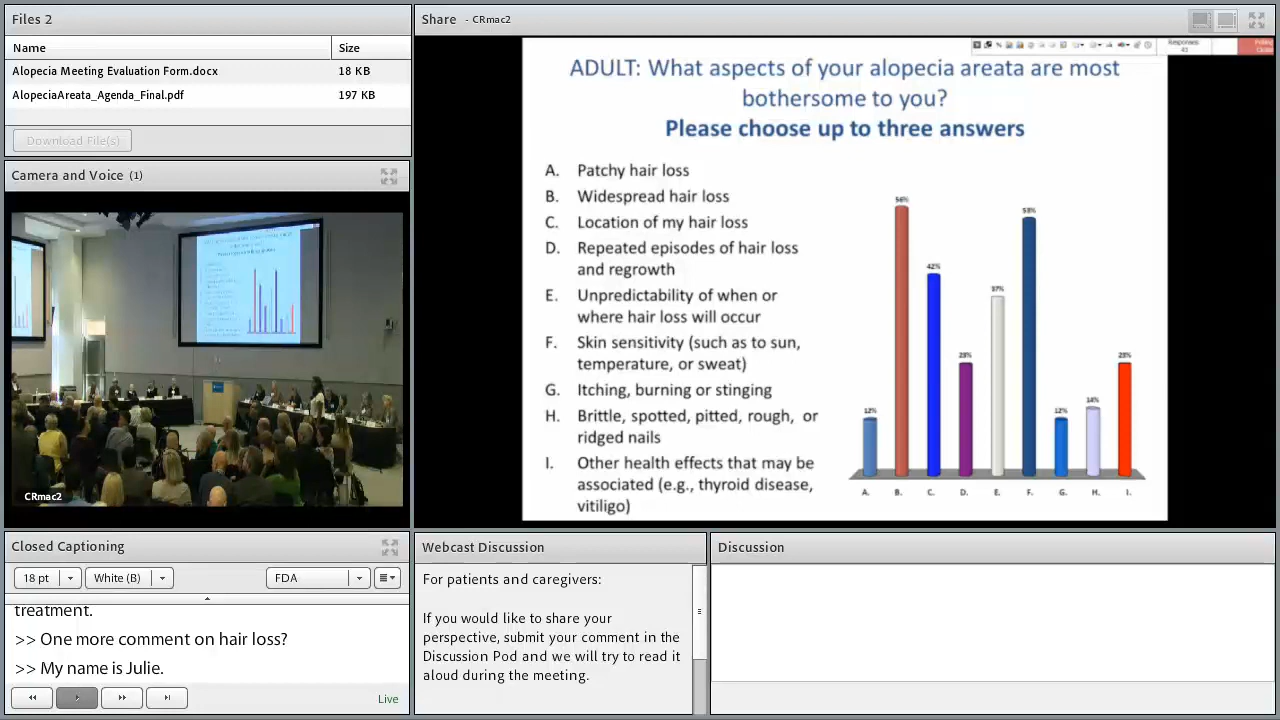 Files 2
Name Size
Alopecia Meeting Evaluation Form.docx 18 KB
AlopeciaAreata_Agenda_Final.pdf 197 KB
Download File(s)
Camera and Voice (1)
CRmac2
Closed Captioning
18 pt White (B) FDA
treatment.
>> One more comment on hair loss?
>> My name is Julie.
Live
Share - CRmac2
Responses:
ADULT: What aspects of your alopecia areata are most
bothersome to you?
Please choose up to three answers
A. Patchy hair loss
B. Widespread hair loss
C. Location of my hair loss
D. Repeated episodes of hair loss
and regrowth
E. Unpredictability of when or
where hair loss will occur
F. Skin sensitivity (such as to sun,
temperature, or sweat)
G. Itching, burning or stinging
H. Brittle, spotted, pitted, rough, or
ridged nails
I. Other health effects that may be
associated (e.g., thyroid disease,
vitiligo)
12% 56% 42% 37% 12% 14%
A. B. C. D. E. F. G. H. I.
Webcast Discussion
For patients and caregivers:
If you would like to share your
perspective, submit your comment in the
Discussion Pod and we will try to read it
aloud during the meeting.
Discussion